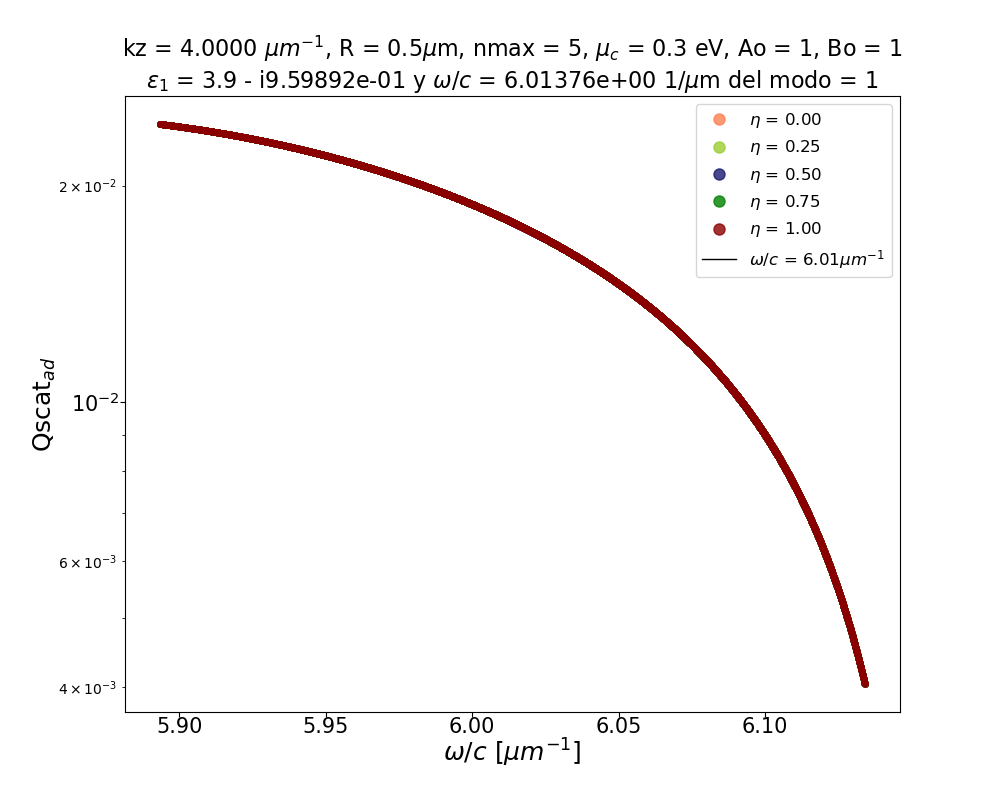 kz = 4.0000 μm⁻¹, R = 0.5μm, nmax = 5, μ_c = 0.3 eV, Ao = 1, Bo = 1
ε₁ = 3.9 - i9.59892e-01 y ω/c = 6.01376e+00 1/μm del modo = 1
η = 0.00
η = 0.25
η = 0.50
η = 0.75
η = 1.00
ω/c = 6.01μm⁻¹
Qscat_ad
2 × 10⁻²
10⁻²
6 × 10⁻³
4 × 10⁻³
5.90 5.95 6.00 6.05 6.10
ω/c [μm⁻¹]